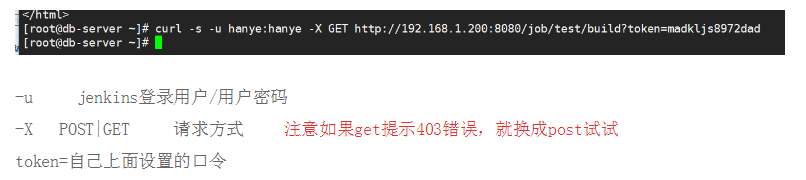 </html>
[root@db-server ~]# curl -s -u hanye:hanye -X GET http://192.168.1.200:8080/job/test/build?token=madkljs8972dad
[root@db-server ~]#
-u jenkins登录用户/用户密码
-X POST|GET 请求方式 注意如果get提示403错误，就换成post试试
token=自己上面设置的口令